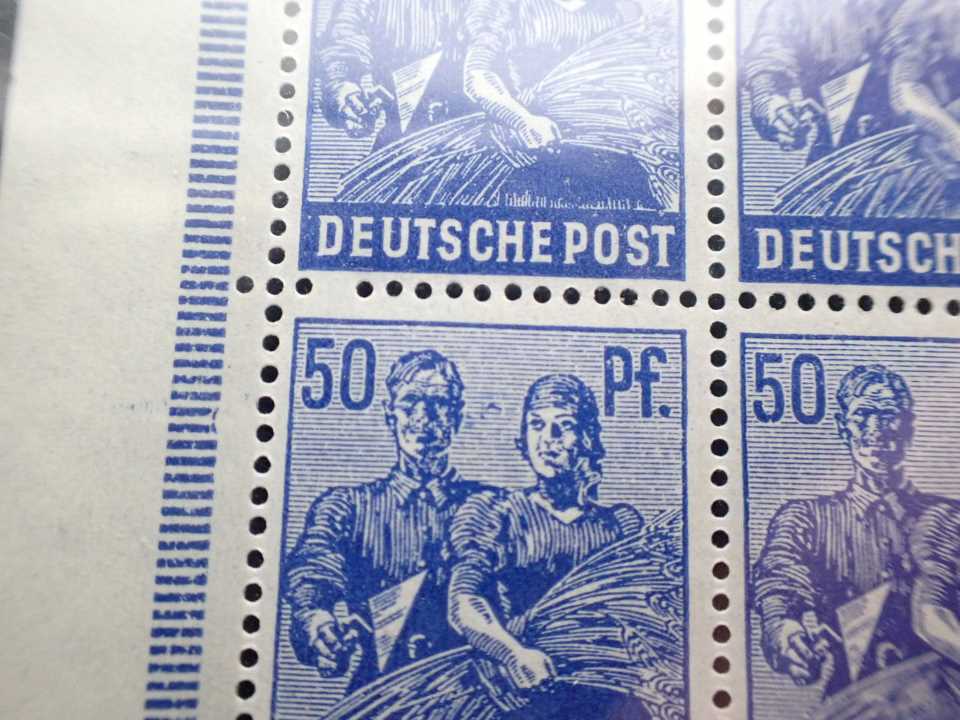 DEUTSCHE POST
DEUTSCH
50 Pf.
50